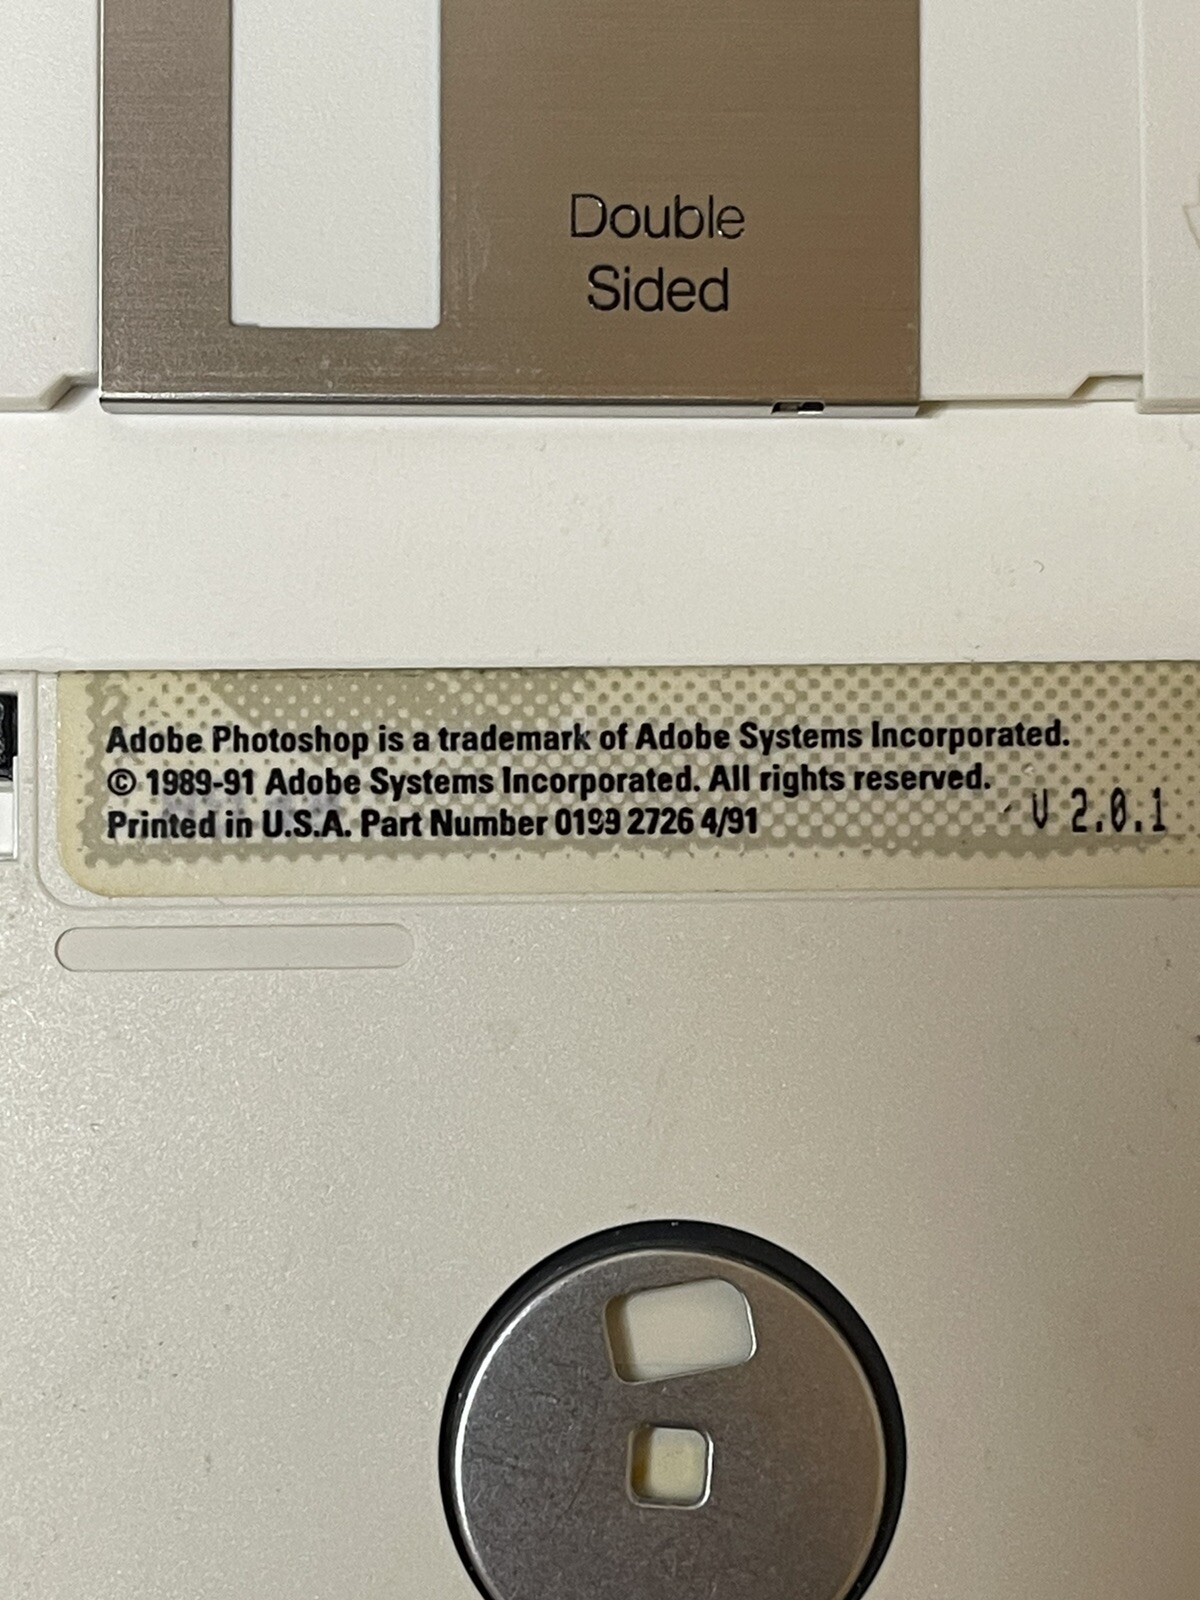 Double
Sided
Adobe Photoshop is a trademark of Adobe Systems Incorporated.
© 1989-91 Adobe Systems Incorporated. All rights reserved.
Printed in U.S.A. Part Number 0199 2726 4/91
V 2.0.1